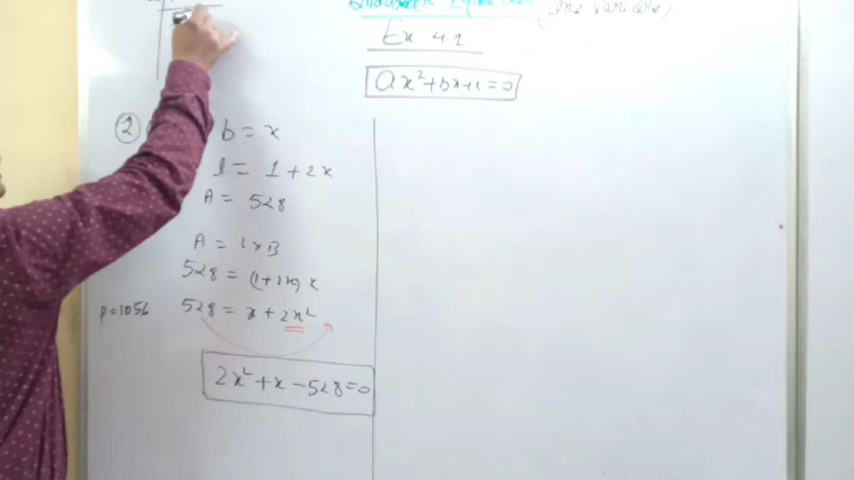 (One Variable)
Ex 4.1
ax²+bx+c=0
②
b = x
l = 1 + 2x
A = 528
A = l x B
528 = (1+2x) x
P=1056 528 = x + 2x²
2x²+x-528=0